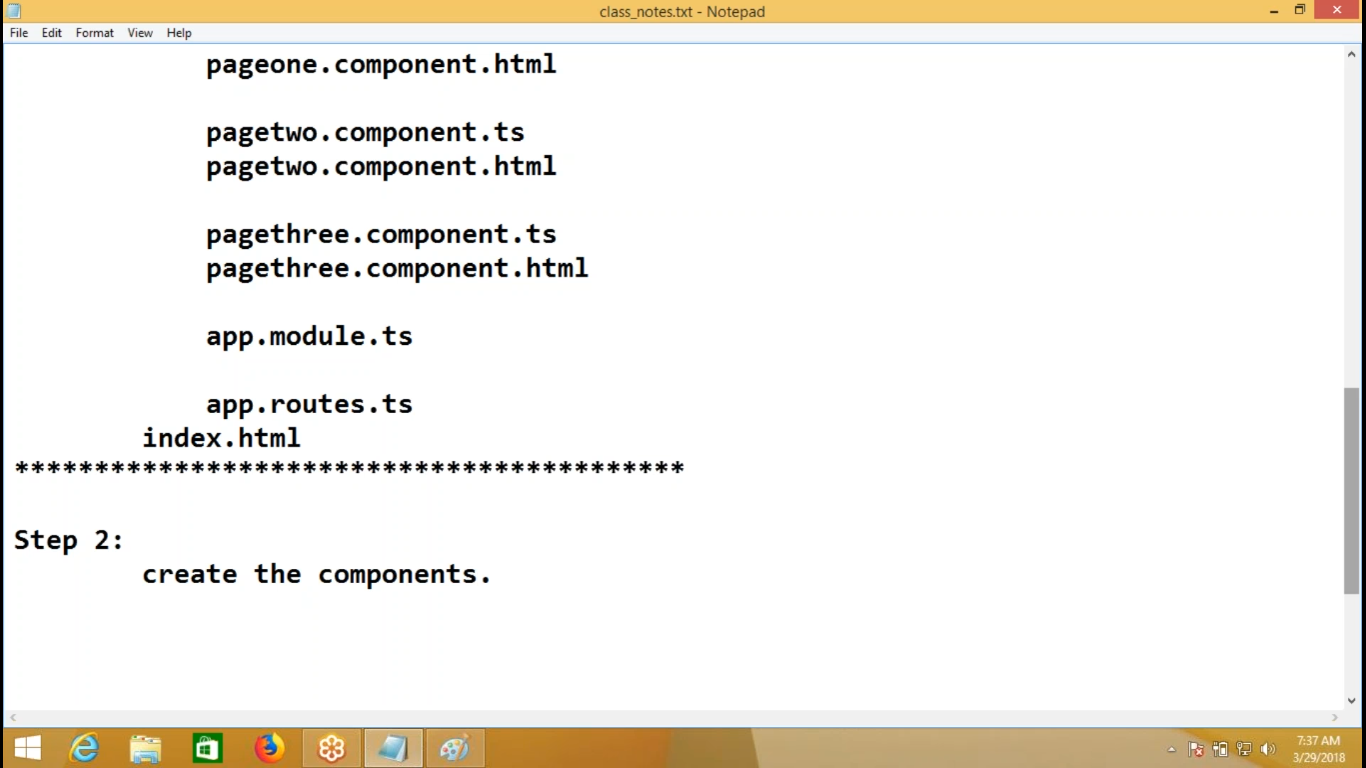 class_notes.txt - Notepad
File Edit Format View Help
pageone.component.html
pagetwo.component.ts
pagetwo.component.html
pagethree.component.ts
pagethree.component.html
app.module.ts
app.routes.ts
index.html
******************************************
Step 2:
create the components.
7:37 AM
3/29/2018